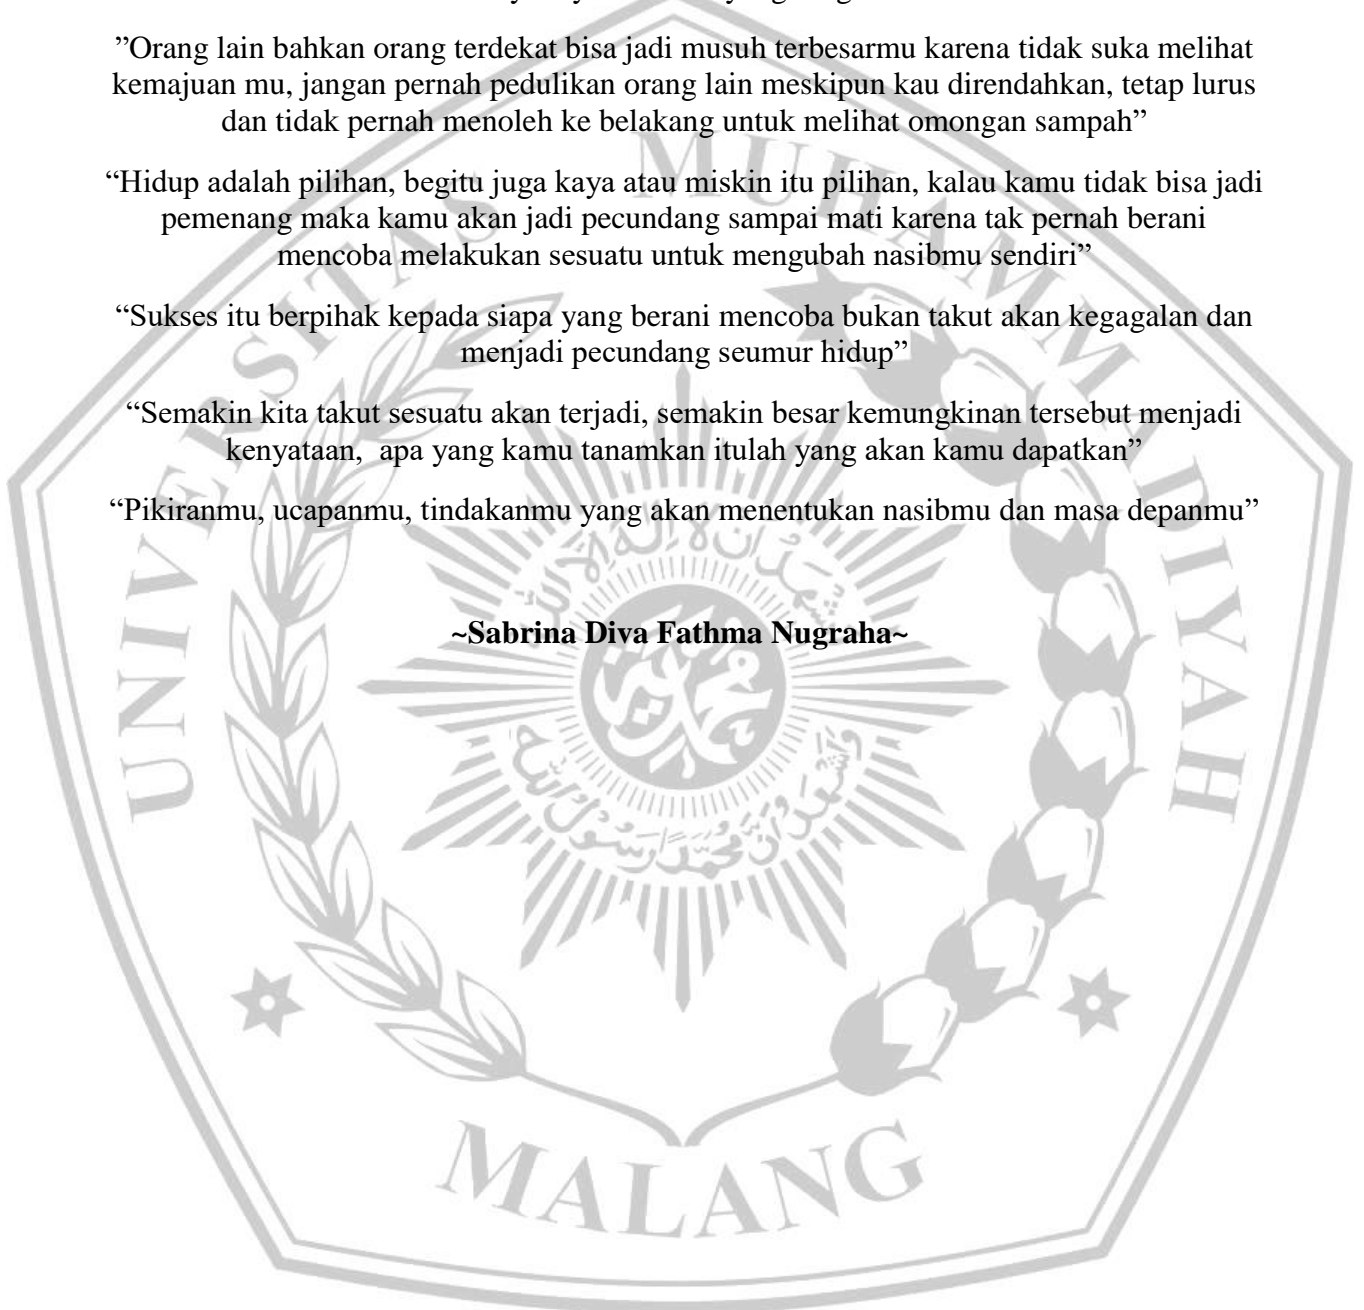 ”Orang lain bahkan orang terdekat bisa jadi musuh terbesarmu karena tidak suka melihat
kemajuan mu, jangan pernah pedulikan orang lain meskipun kau direndahkan, tetap lurus
dan tidak pernah menoleh ke belakang untuk melihat omongan sampah”
“Hidup adalah pilihan, begitu juga kaya atau miskin itu pilihan, kalau kamu tidak bisa jadi
pemenang maka kamu akan jadi pecundang sampai mati karena tak pernah berani
mencoba melakukan sesuatu untuk mengubah nasibmu sendiri”
“Sukses itu berpihak kepada siapa yang berani mencoba bukan takut akan kegagalan dan
menjadi pecundang seumur hidup”
“Semakin kita takut sesuatu akan terjadi, semakin besar kemungkinan tersebut menjadi
kenyataan,  apa yang kamu tanamkan itulah yang akan kamu dapatkan”
“Pikiranmu, ucapanmu, tindakanmu yang akan menentukan nasibmu dan masa depanmu”
~Sabrina Diva Fathma Nugraha~
UNIVERSITAS MUHAMMADIYAH
MALANG